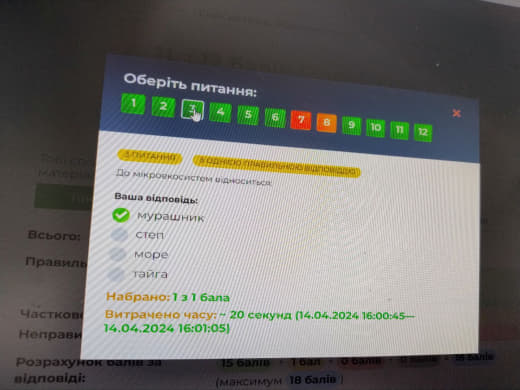 Оберіть питання:
1 2 3 4 5 6 7 8 9 10 11 12
3 ПИТАННЯ З ОДНІЄЮ ПРАВИЛЬНОЮ ВІДПОВІДДЮ
До мікроекосистем відноситься:
Ваша відповідь:
мурашник
степ
море
тайга
Набрано: 1 з 1 бала
Витрачено часу: ~ 20 секунд (14.04.2024 16:00:45—
14.04.2024 16:01:05)
Всього:
Правиль
Частков
Неправи
Розрахунок балів за
відповіді:
15 балів + 1 бал + 0 балів
18 балів
(максимум 18 балів